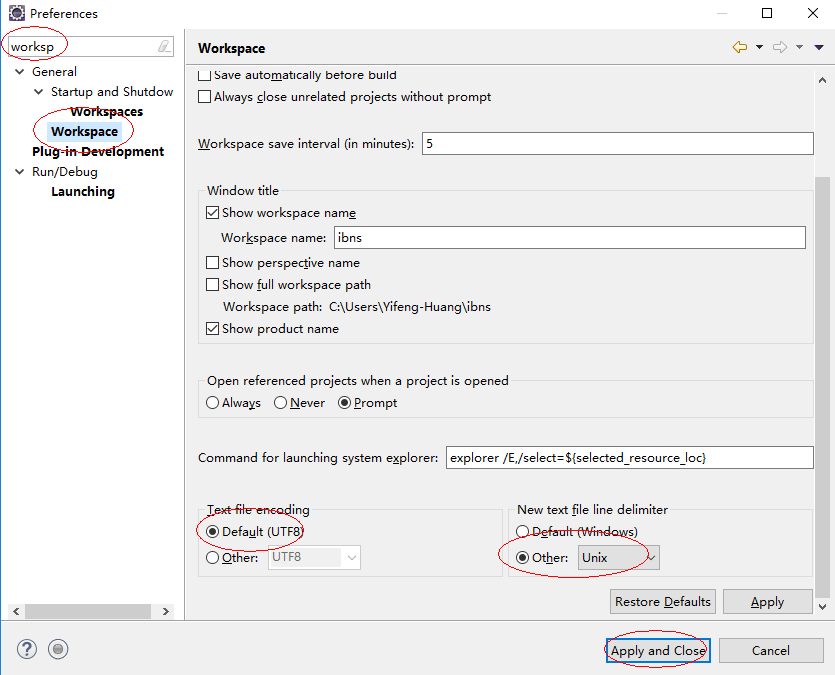 Preferences
worksp
Workspace
General
Startup and Shutdow
Workspaces
Workspace
Plug-in Development
Run/Debug
Launching
Save automatically before build
Always close unrelated projects without prompt
Workspace save interval (in minutes): 5
Window title
Show workspace name
Workspace name: ibns
Show perspective name
Show full workspace path
Workspace path: C:\Users\Yifeng-Huang\ibns
Show product name
Open referenced projects when a project is opened
Always Never Prompt
Command for launching system explorer: explorer /E,/select=${selected_resource_loc}
Text file encoding
Default (UTF8)
Other: UTF8
New text file line delimiter
Default (Windows)
Other: Unix
Restore Defaults Apply
? Apply and Close Cancel